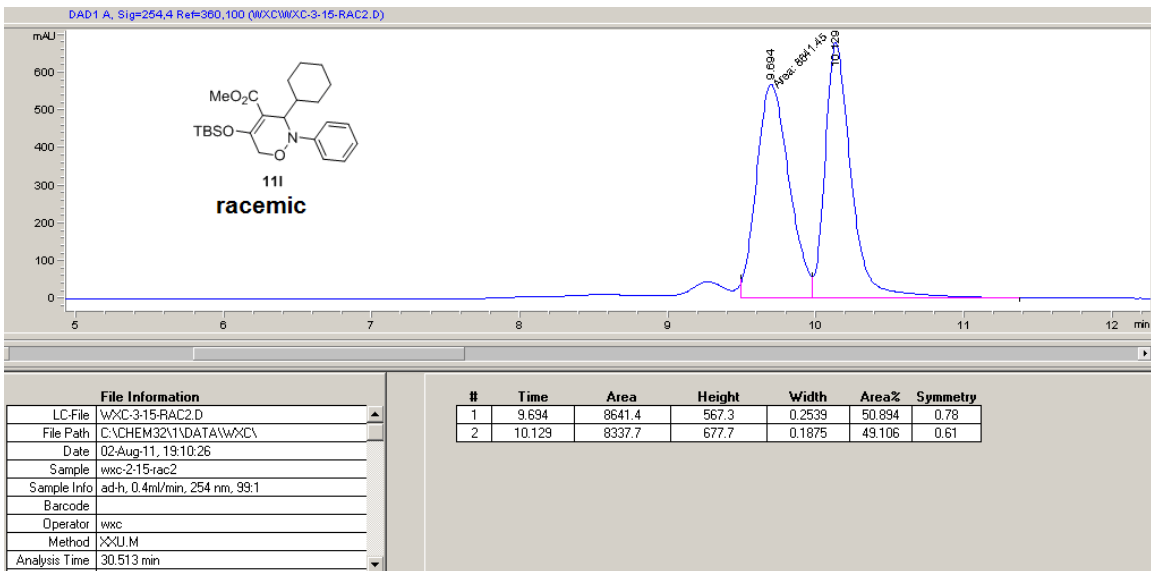 DAD1 A, Sig=254,4 Ref=360,100 (WXC\WXC-3-15-RAC2.D)
mAU
600
500
400
300
200
100
0
9.694
Area: 8641.45
10.129
MeO2C
TBSO
N
O
11l
racemic
5 6 7 8 9 10 11 12 min
File Information
LC-File WXC-3-15-RAC2.D
File Path C:\CHEM32\1\DATA\WXC\
Date 02-Aug-11, 19:10:26
Sample wxc-2-15-rac2
Sample Info ad-h, 0.4ml/min, 254 nm, 99:1
Barcode
Operator wxc
Method XXU.M
Analysis Time 30.513 min
# Time Area Height Width Area% Symmetry
1 9.694 8641.4 567.3 0.2539 50.894 0.78
2 10.129 8337.7 677.7 0.1875 49.106 0.61